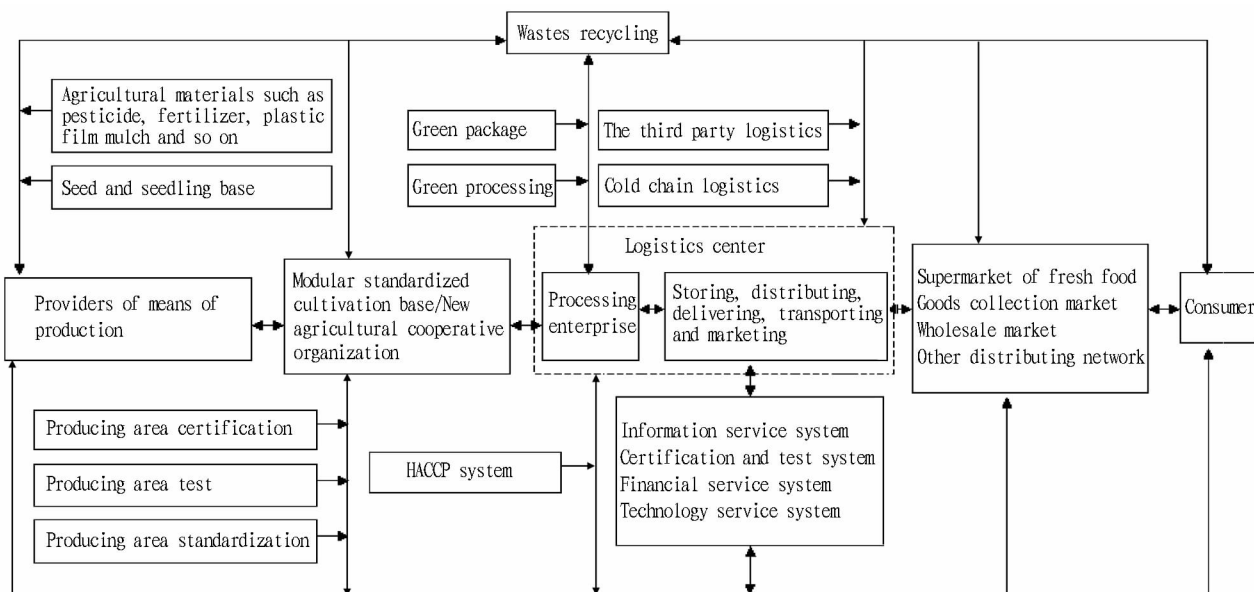 Wastes recycling
Agricultural materials such as
pesticide, fertilizer, plastic
film mulch and so on
Green package
The third party logistics
Seed and seedling base
Green processing
Cold chain logistics
Logistics center
Providers of means of
production
Modular standardized
cultivation base/New
agricultural cooperative
organization
Processing
enterprise
Storing, distributing,
delivering, transporting
and marketing
Supermarket of fresh food
Goods collection market
Wholesale market
Other distributing network
Consumer
Producing area certification
Producing area test
Producing area standardization
HACCP system
Information service system
Certification and test system
Financial service system
Technology service system